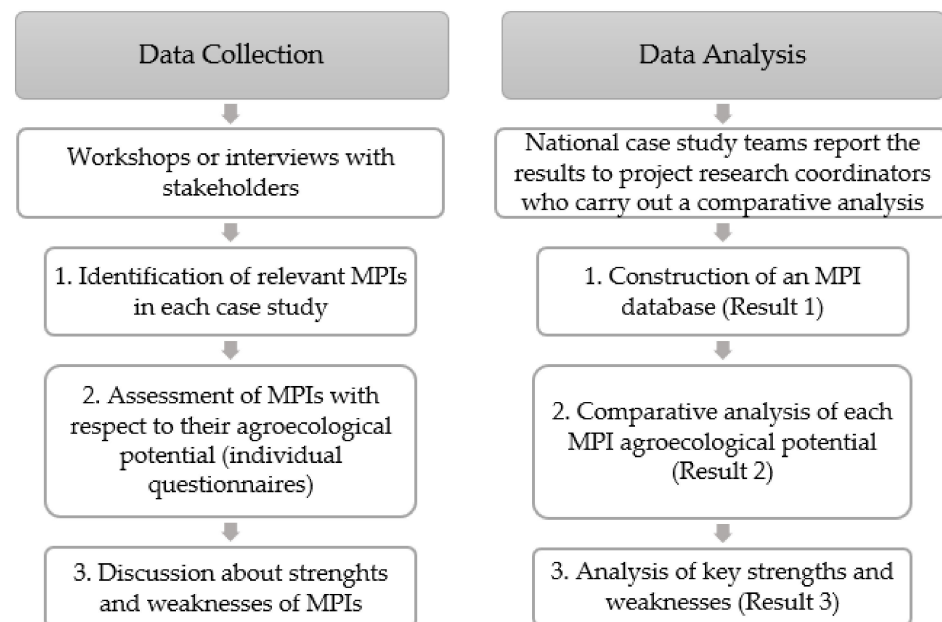 Data Collection
Workshops or interviews with
stakeholders
1. Identification of relevant MPIs
in each case study
2. Assessment of MPIs with
respect to their agroecological
potential (individual
questionnaires)
3. Discussion about strenghts
and weaknesses of MPIs
Data Analysis
National case study teams report the
results to project research coordinators
who carry out a comparative analysis
1. Construction of an MPI
database (Result 1)
2. Comparative analysis of each
MPI agroecological potential
(Result 2)
3. Analysis of key strengths and
weaknesses (Result 3)